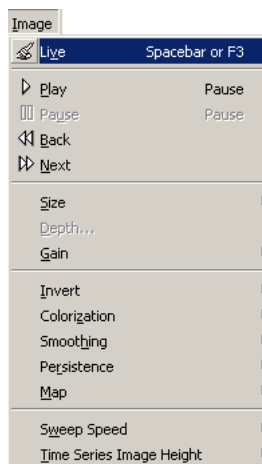 Image
Live Spacebar or F3
Play Pause
Pause Pause
Back
Next
Size
Depth...
Gain
Invert
Colorization
Smoothing
Persistence
Map
Sweep Speed
Time Series Image Height